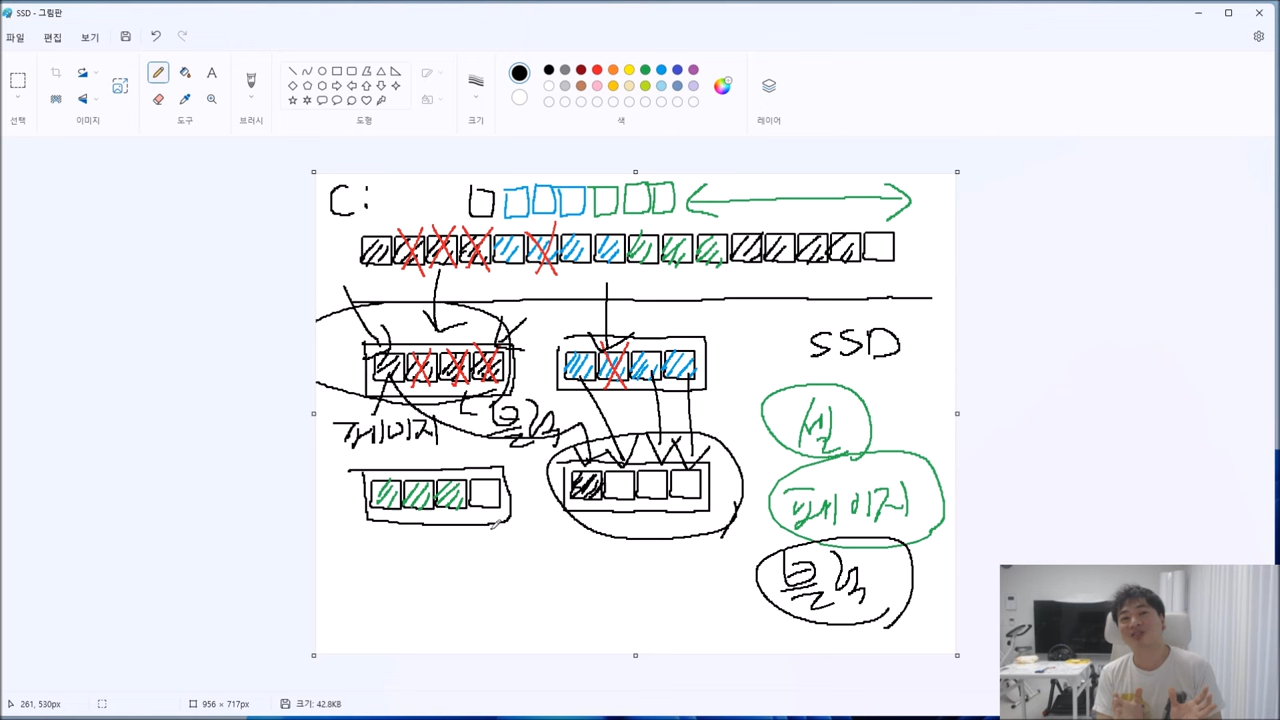 SSD - 그림판
파일 편집 보기
선택 이미지 도구 브러시 도형 크기 색 레이어
C:
SSD
페이지 블럭
셀
페이지
블럭
261, 530px 956 × 717px 크기: 42.8KB